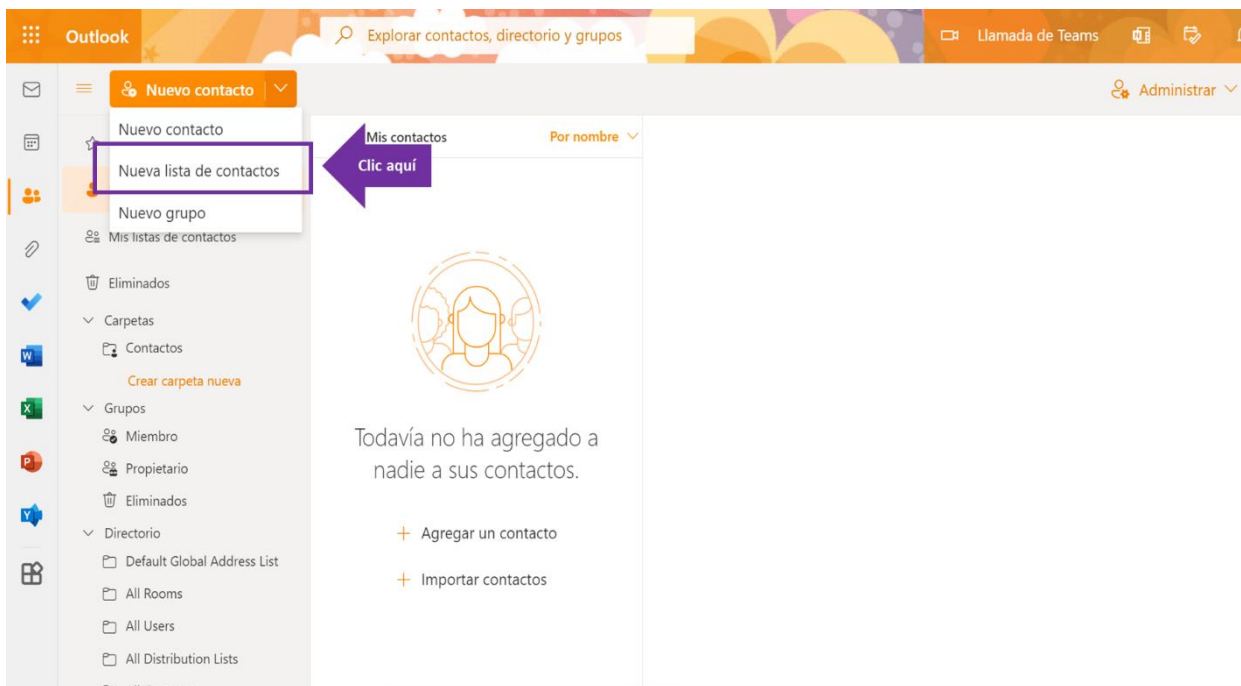 Outlook
Explorar contactos, directorio y grupos
Llamada de Teams
Nuevo contacto
Administrar
Nuevo contacto
Nueva lista de contactos
Nuevo grupo
Mis contactos
Por nombre
Clic aquí
Mis listas de contactos
Eliminados
Carpetas
Contactos
Crear carpeta nueva
Grupos
Miembro
Propietario
Eliminados
Directorio
Default Global Address List
All Rooms
All Users
All Distribution Lists
Todavía no ha agregado a
nadie a sus contactos.
Agregar un contacto
Importar contactos